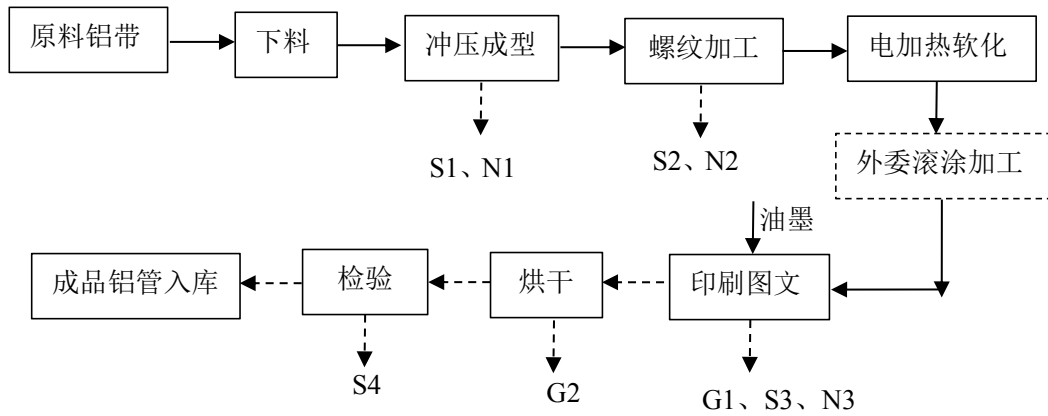 原料铝带
下料
冲压成型
螺纹加工
电加热软化
S1、N1
S2、N2
外委滚涂加工
油墨
成品铝管入库
检验
烘干
印刷图文
S4
G2
G1、S3、N3